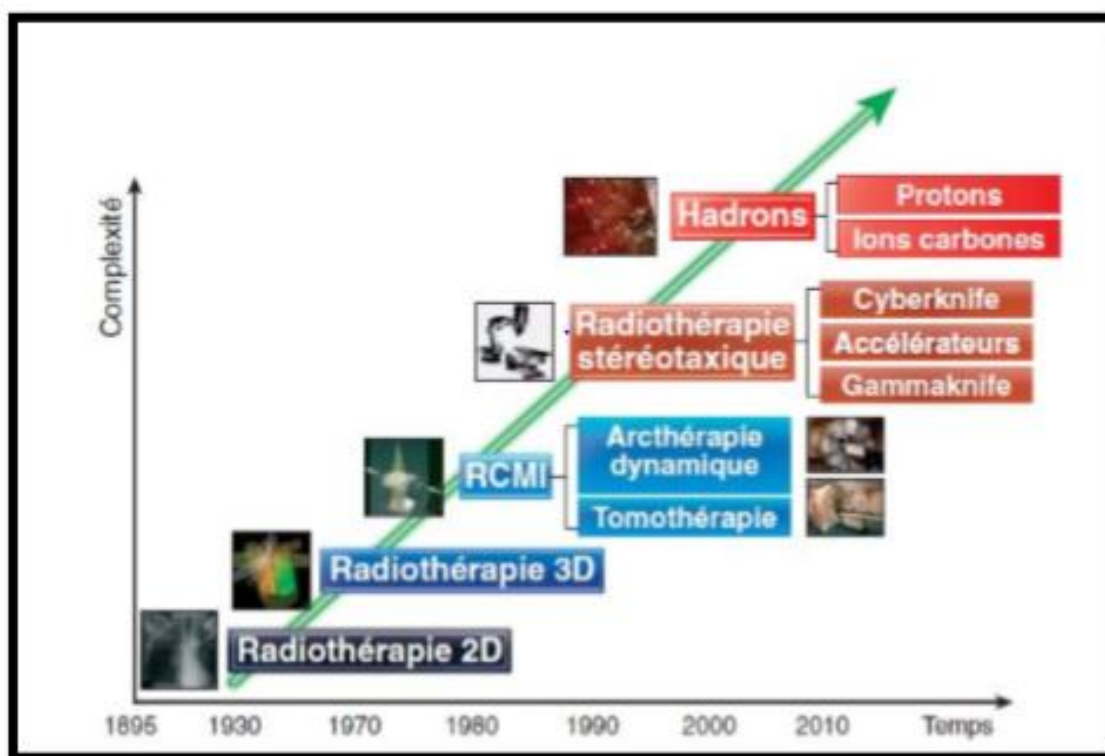 Complexité
Hadrons
Protons
Ions carbones
Radiothérapie
stéréotaxique
Cyberknife
Accélérateurs
Gammaknife
RCMI
Arcthérapie
dynamique
Tomothérapie
Radiothérapie 3D
Radiothérapie 2D
1895 1930 1970 1980 1990 2000 2010 Temps